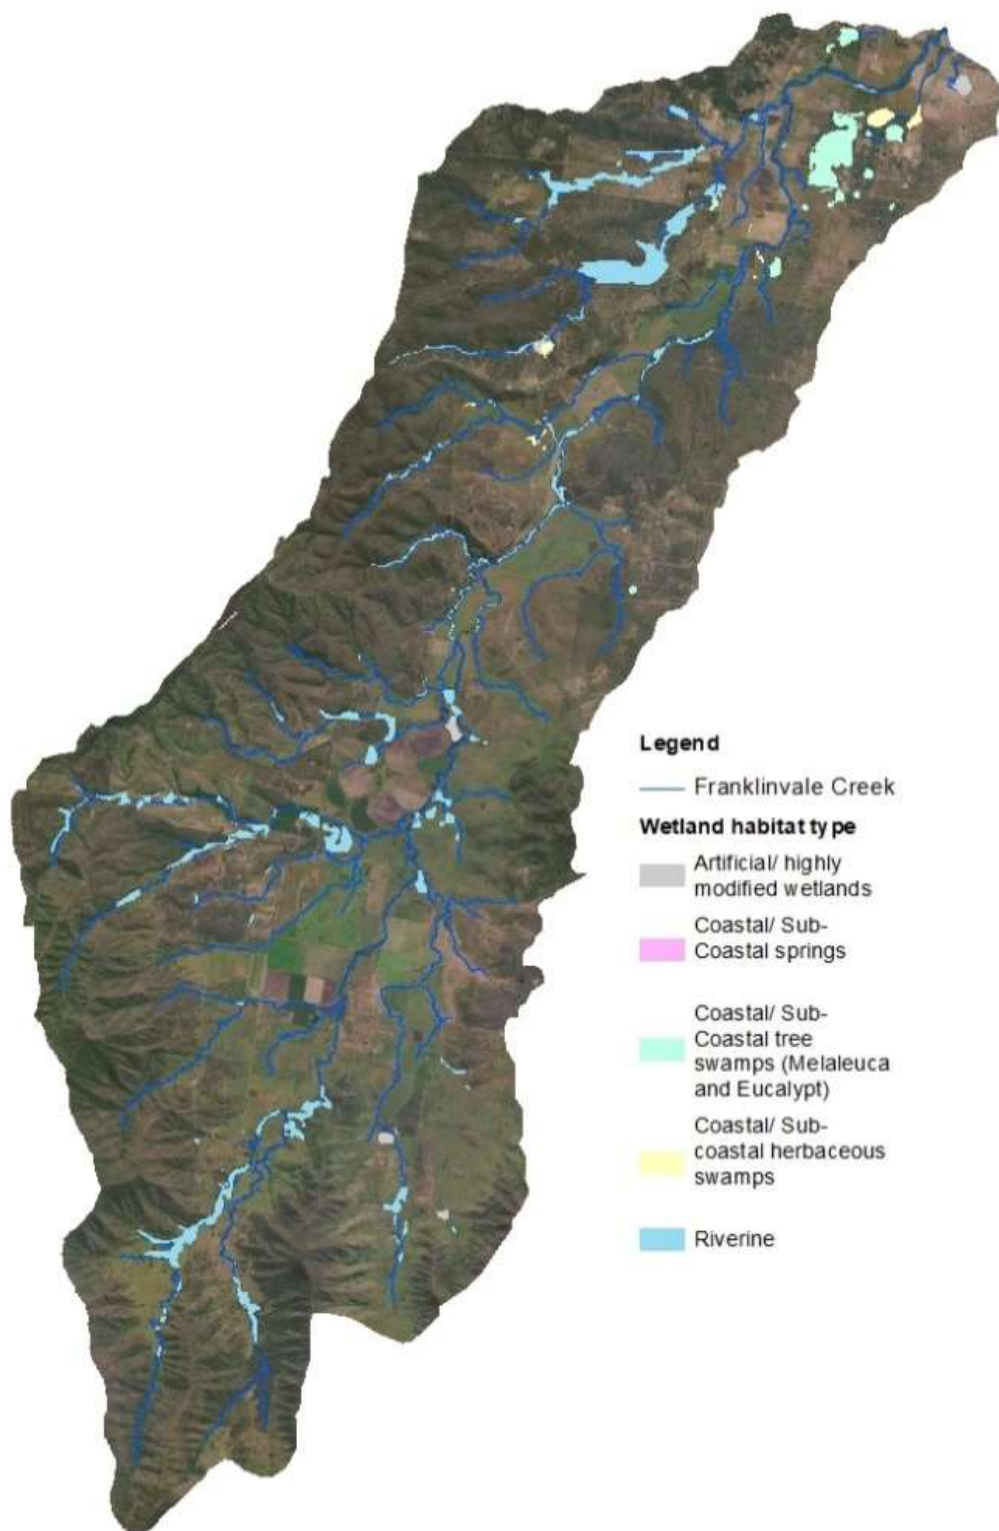 Legend
Franklinvale Creek
Wetland habitat type
Artificial/ highly
modified wetlands
Coastal/ Sub-
Coastal springs
Coastal/ Sub-
Coastal tree
swamps (Melaleuca
and Eucalypt)
Coastal/ Sub-
coastal herbaceous
swamps
Riverine